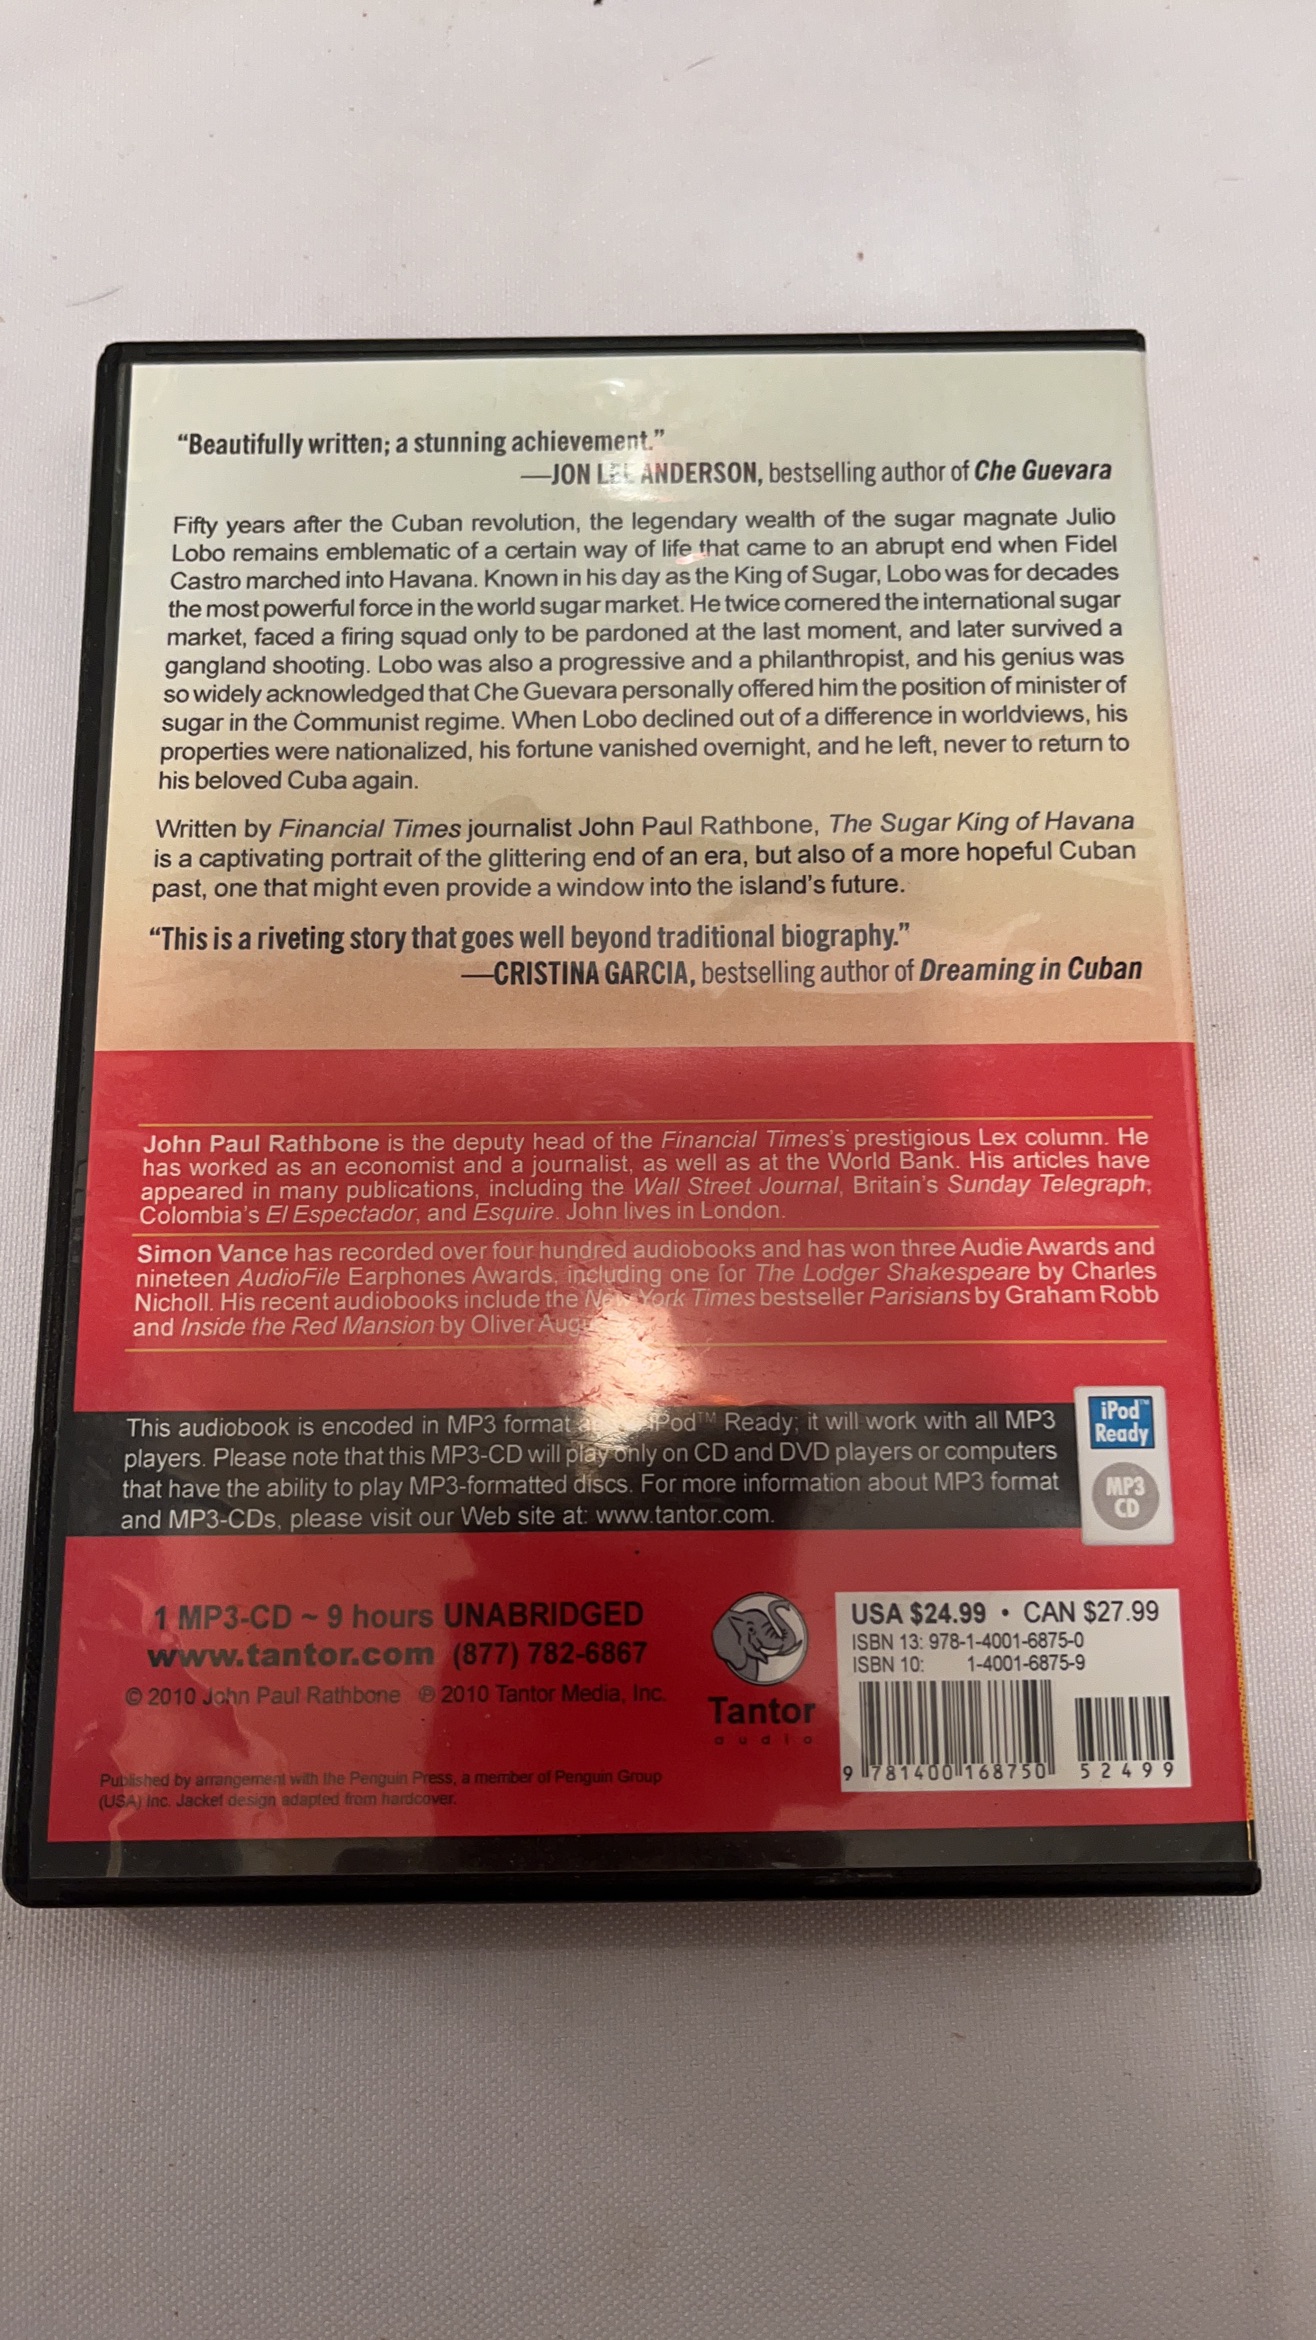 “Beautifully written; a stunning achievement.”
—JON LEE ANDERSON, bestselling author of Che Guevara
Fifty years after the Cuban revolution, the legendary wealth of the sugar magnate Julio
Lobo remains emblematic of a certain way of life that came to an abrupt end when Fidel
Castro marched into Havana. Known in his day as the King of Sugar, Lobo was for decades
the most powerful force in the world sugar market. He twice cornered the international sugar
market, faced a firing squad only to be pardoned at the last moment, and later survived a
gangland shooting. Lobo was also a progressive and a philanthropist, and his genius was
so widely acknowledged that Che Guevara personally offered him the position of minister of
sugar in the Communist regime. When Lobo declined out of a difference in worldviews, his
properties were nationalized, his fortune vanished overnight, and he left, never to return to
his beloved Cuba again.
Written by Financial Times journalist John Paul Rathbone, The Sugar King of Havana
is a captivating portrait of the glittering end of an era, but also of a more hopeful Cuban
past, one that might even provide a window into the island’s future.
“This is a riveting story that goes well beyond traditional biography.”
—CRISTINA GARCIA, bestselling author of Dreaming in Cuban
John Paul Rathbone is the deputy head of the Financial Times’s prestigious Lex column. He
has worked as an economist and a journalist, as well as at the World Bank. His articles have
appeared in many publications, including the Wall Street Journal, Britain’s Sunday Telegraph,
Colombia’s El Espectador, and Esquire. John lives in London.
Simon Vance has recorded over four hundred audiobooks and has won three Audie Awards and
nineteen AudioFile Earphones Awards, including one for The Lodger Shakespeare by Charles
Nicholl. His recent audiobooks include the New York Times bestseller Parisians by Graham Robb
and Inside the Red Mansion by Oliver
This audiobook is encoded in MP3 format iPod™ Ready; it will work with all MP3
players. Please note that this MP3-CD will play only on CD and DVD players or computers
that have the ability to play MP3-formatted discs. For more information about MP3 format
and MP3-CDs, please visit our Web site at: www.tantor.com.
iPod™
Ready
MP3
CD
1 MP3-CD ~ 9 hours UNABRIDGED
www.tantor.com (877) 782-6867
© 2010 John Paul Rathbone ℗ 2010 Tantor Media, Inc.
Published by arrangement with the Penguin Press, a member of Penguin Group
(USA) Inc. Jacket design adapted from hardcover.
Tantor
audio
USA $24.99 • CAN $27.99
ISBN 13: 978-1-4001-6875-0
ISBN 10: 1-4001-6875-9
9 781400 168750 52499